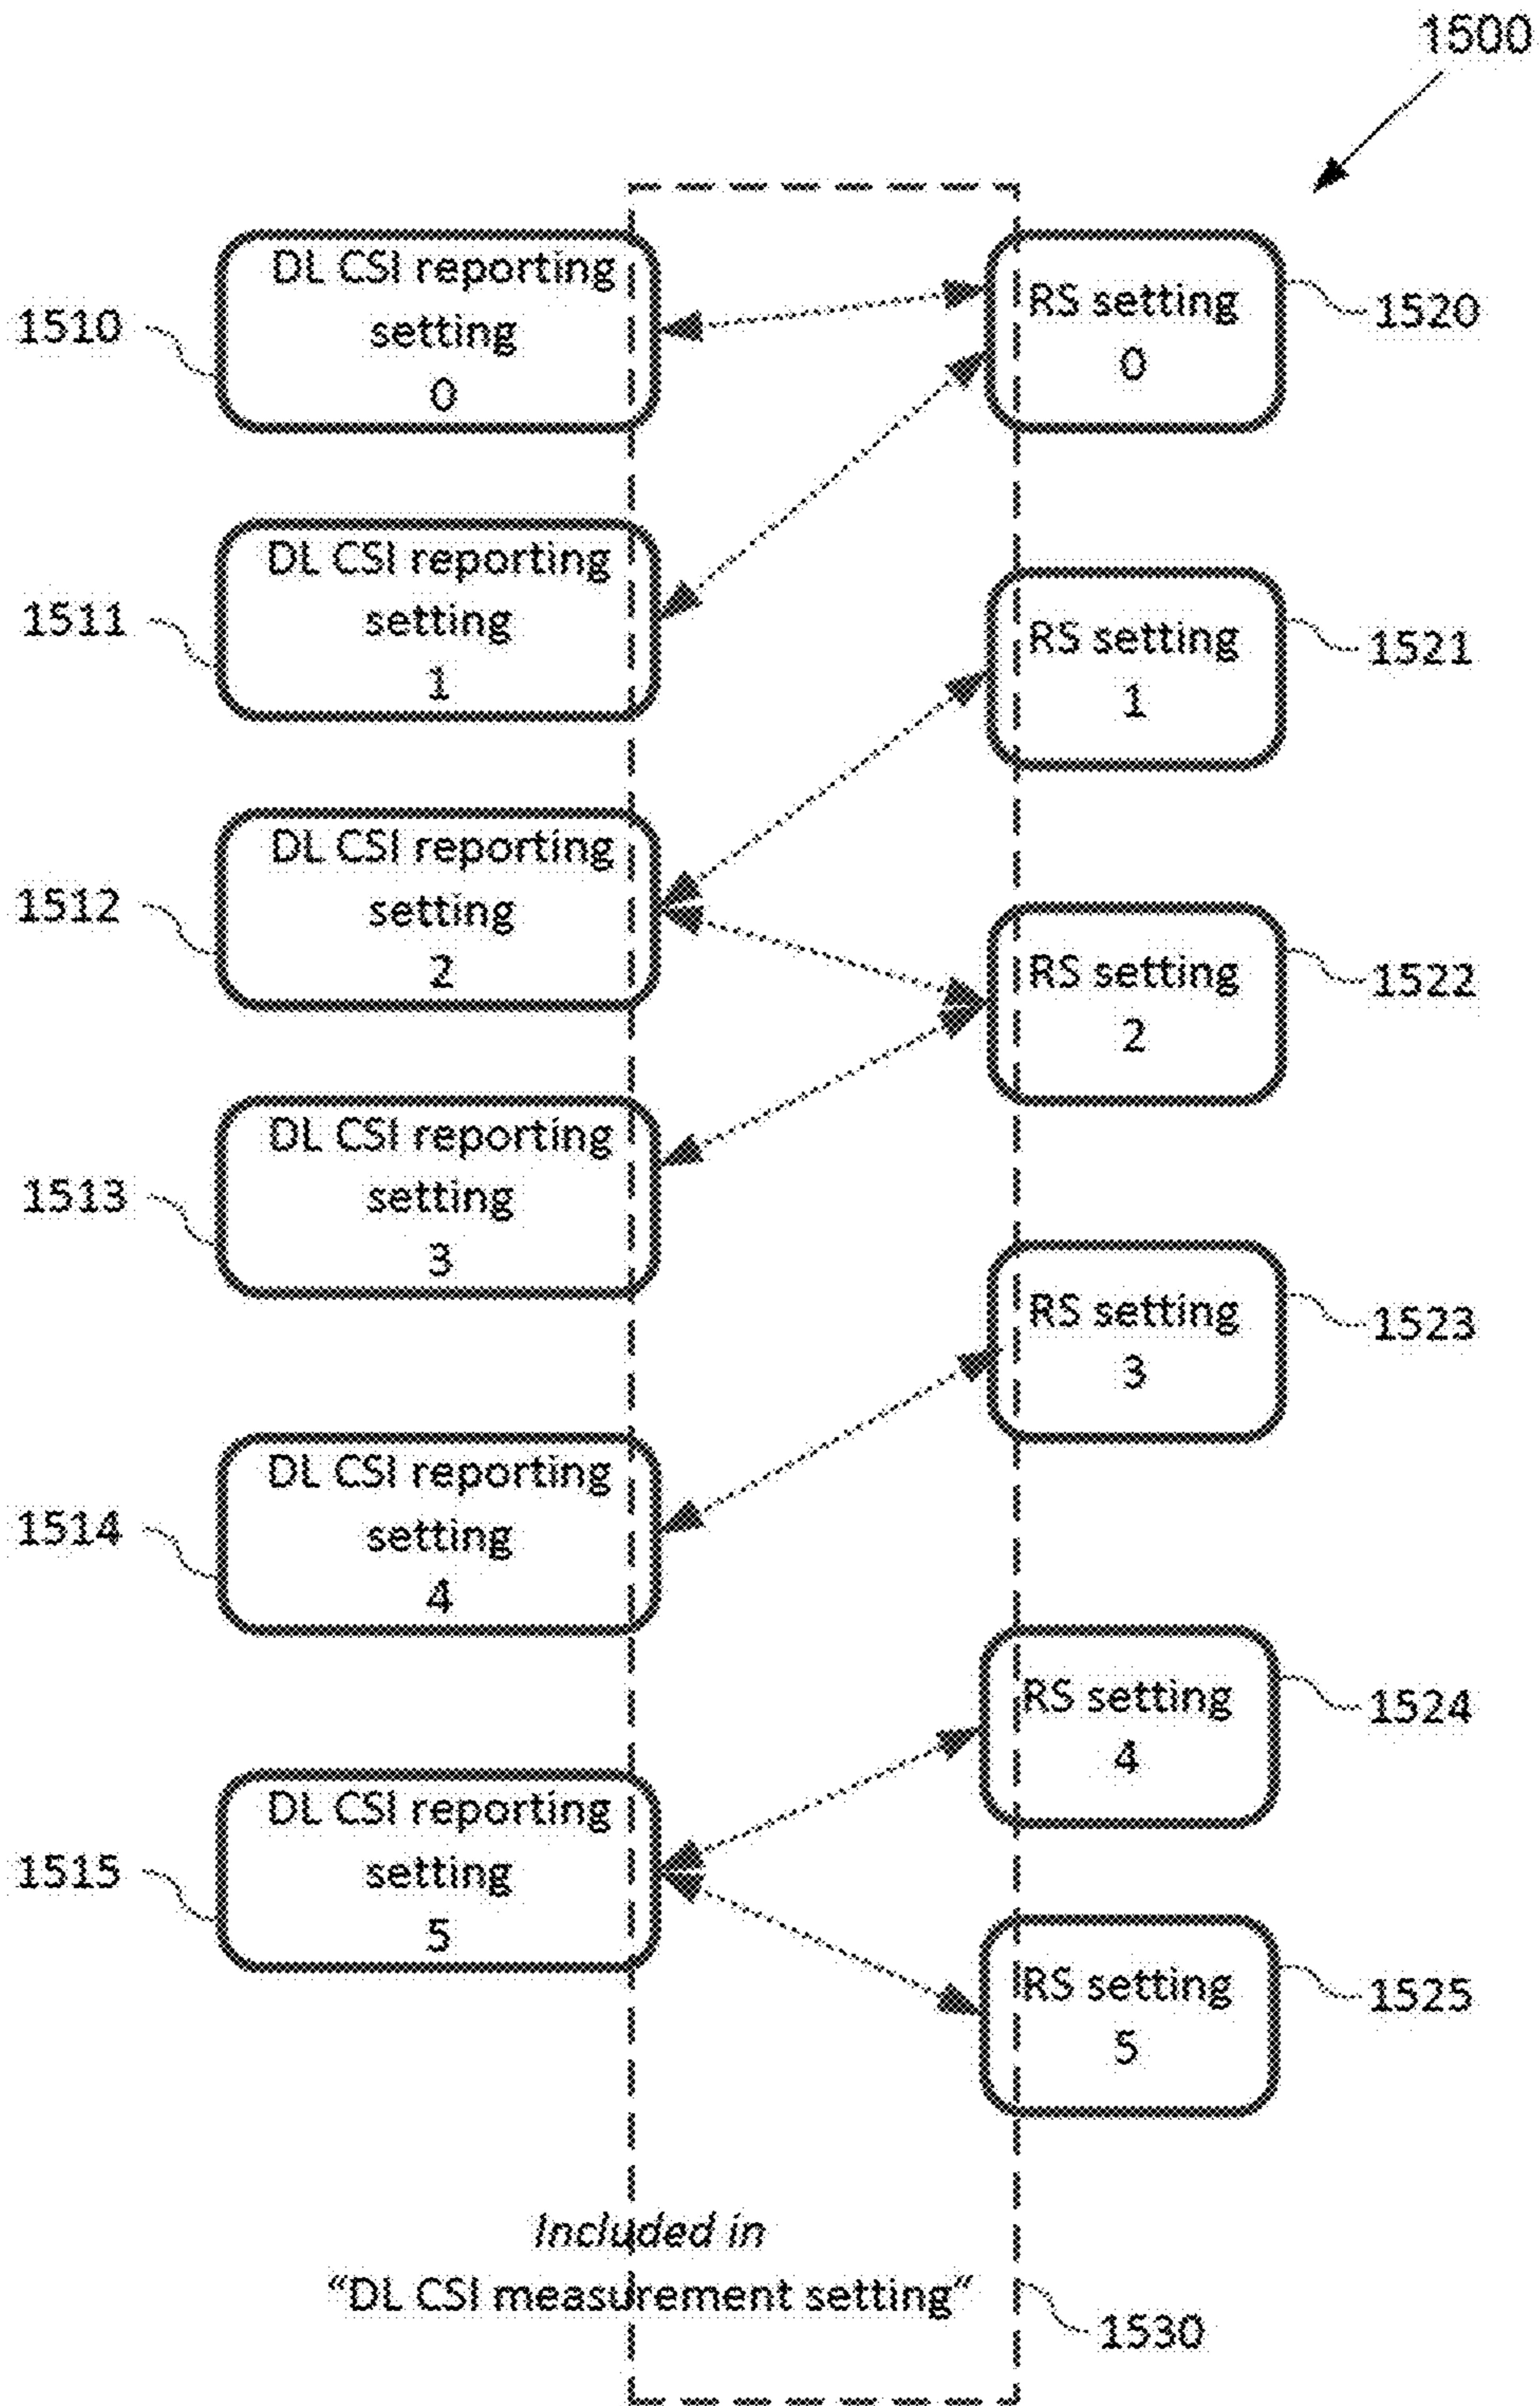 1500
DL CSI reporting
setting
0
1510
RS setting
0
1520
DL CSI reporting
setting
1
1511
RS setting
1
1521
DL CSI reporting
setting
2
1512
RS setting
2
1522
DL CSI reporting
setting
3
1513
RS setting
3
1523
DL CSI reporting
setting
4
1514
RS setting
4
1524
DL CSI reporting
setting
5
1515
RS setting
5
1525
Included in
“DL CSI measurement setting“
1530